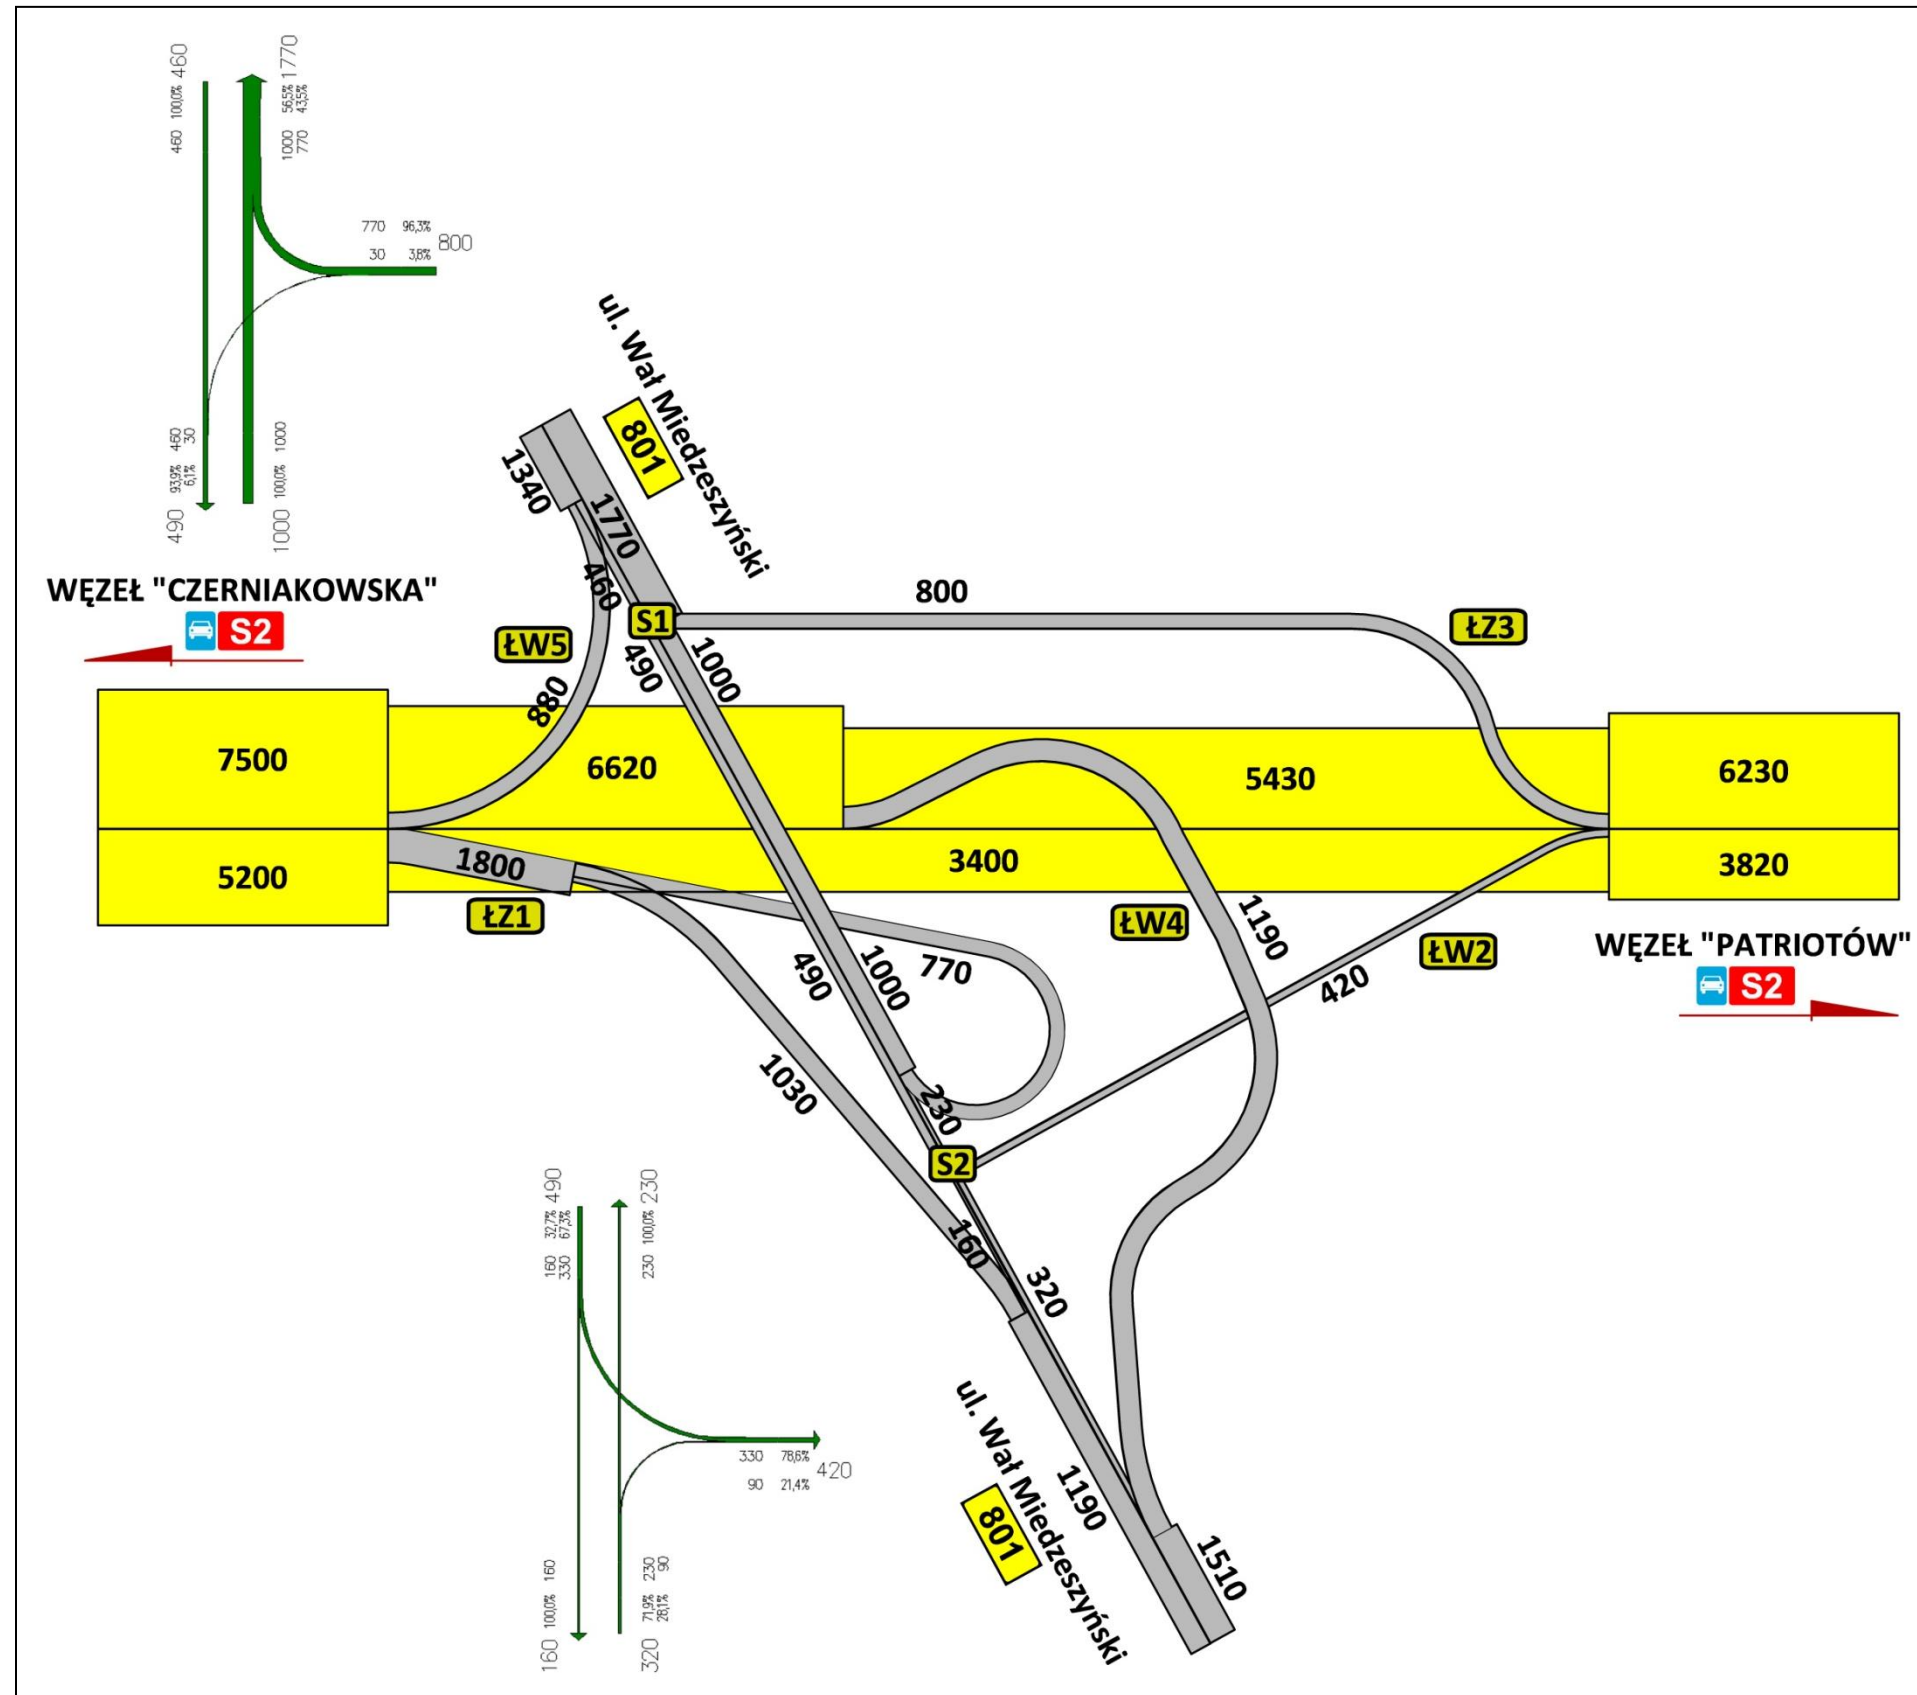 460 100,0% 460
1000 56,5% 1770
770 43,5%
770 96,3%
30 3,8%
800
93,9% 460
6,1% 30
490
1000 100,0% 1000
ul. Wał Miedzeszyński
801
1340
1770
460
S1
800
ŁZ3
WĘZEŁ "CZERNIAKOWSKA"
S2
ŁW5
490
1000
880
7500
6620
5430
6230
5200
1800
3400
3820
ŁZ1
ŁW4
1190
ŁW2
WĘZEŁ "PATRIOTÓW"
S2
770
490
1000
420
1030
230
S2
160
320
160 32,7% 490
330 67,3%
230 100,0% 230
330 78,6%
90 21,4%
420
160 100,0% 160
320 71,9% 230
28,1% 90
ul. Wał Miedzeszyński
801
1190
1510